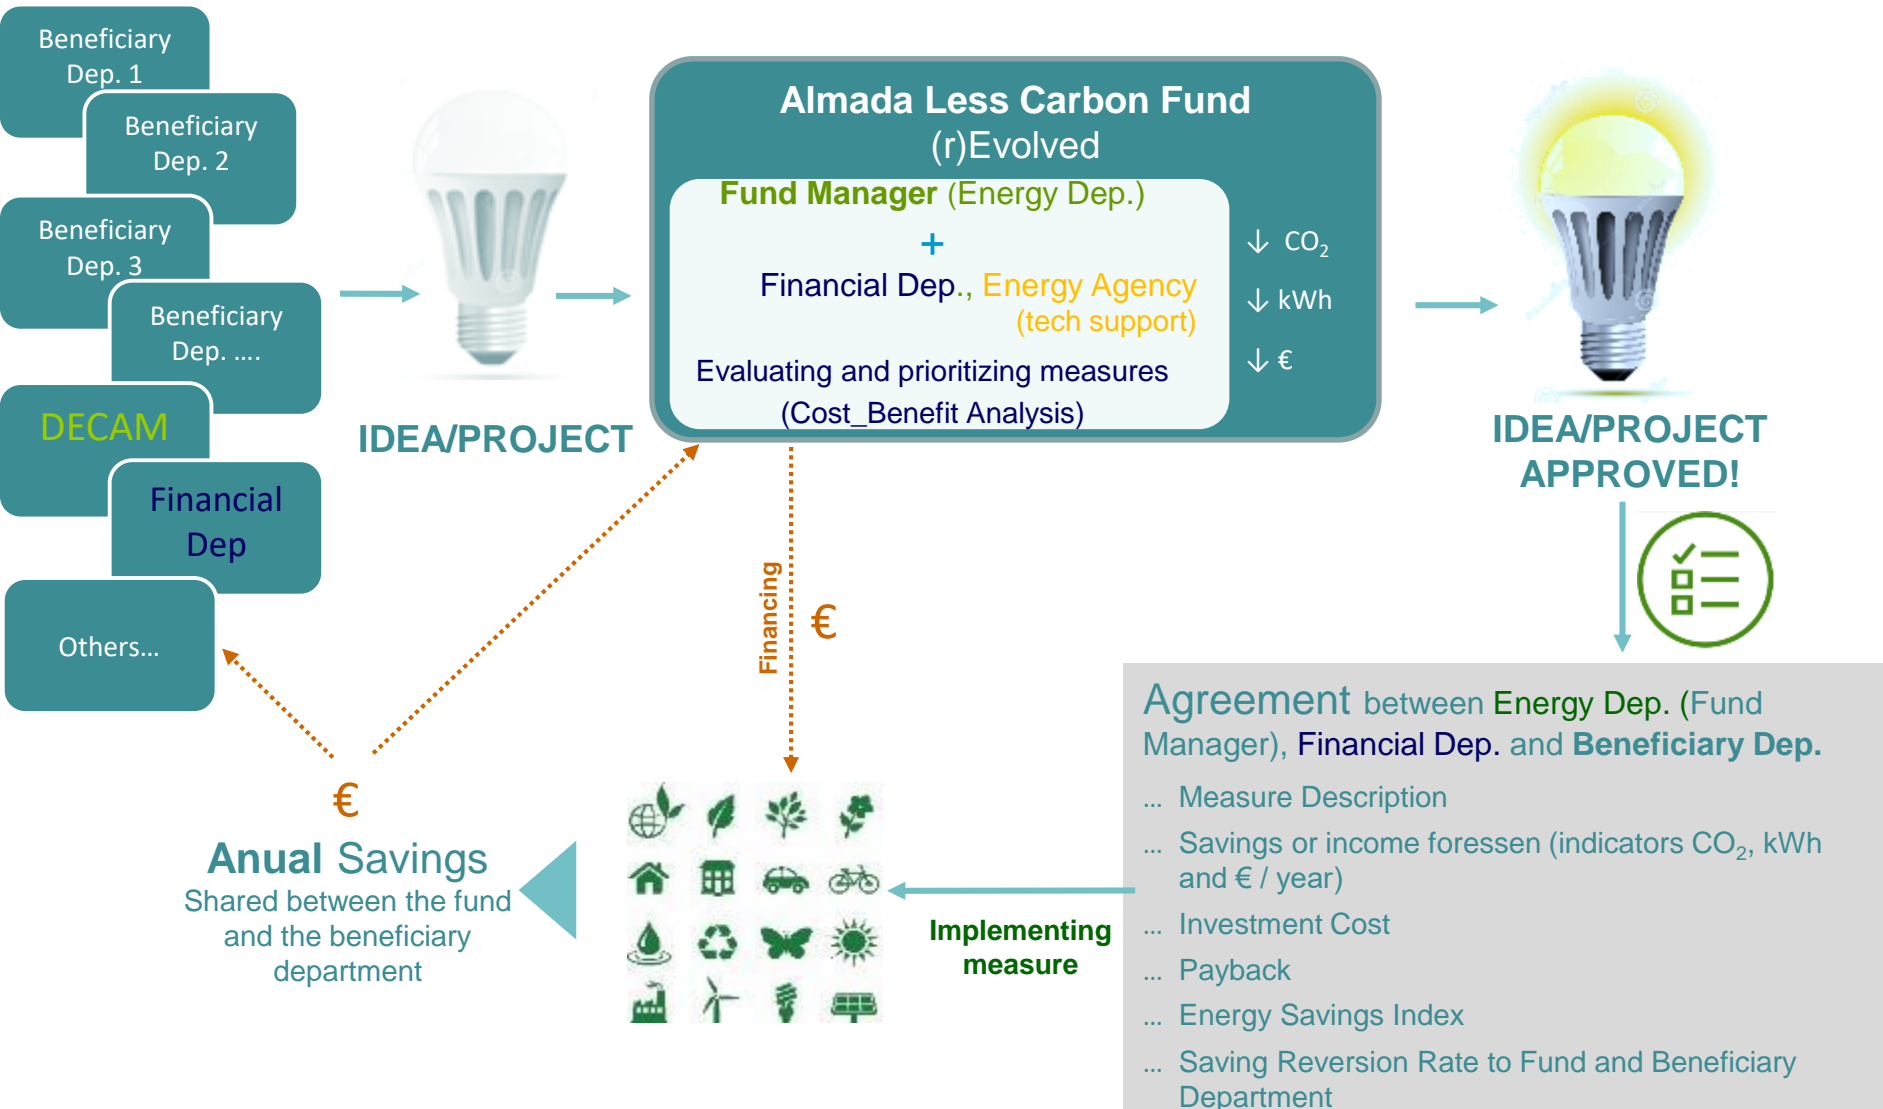 Beneficiary
Dep. 1
Beneficiary
Dep. 2
Beneficiary
Dep. 3
Beneficiary
Dep. ....
DECAM
Financial
Dep
Others...
IDEA/PROJECT
Almada Less Carbon Fund
(r)Evolved
Fund Manager (Energy Dep.)
+
Financial Dep., Energy Agency
(tech support)
Evaluating and prioritizing measures
(Cost_Benefit Analysis)
↓ CO₂
↓ kWh
↓ €
IDEA/PROJECT
APPROVED!
Financing
€
Agreement between Energy Dep. (Fund
Manager), Financial Dep. and Beneficiary Dep.
... Measure Description
... Savings or income foressen (indicators CO₂, kWh
and € / year)
... Investment Cost
... Payback
... Energy Savings Index
... Saving Reversion Rate to Fund and Beneficiary
Department
Implementing
measure
€
Anual Savings
Shared between the fund
and the beneficiary
department